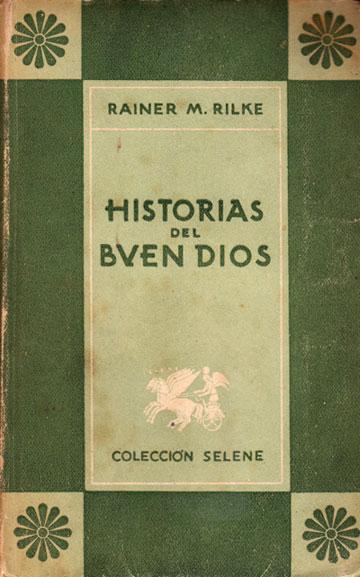 RAINER M. RILKE
HISTORIAS
DEL
BVEN DIOS
COLECCIÓN SELENE